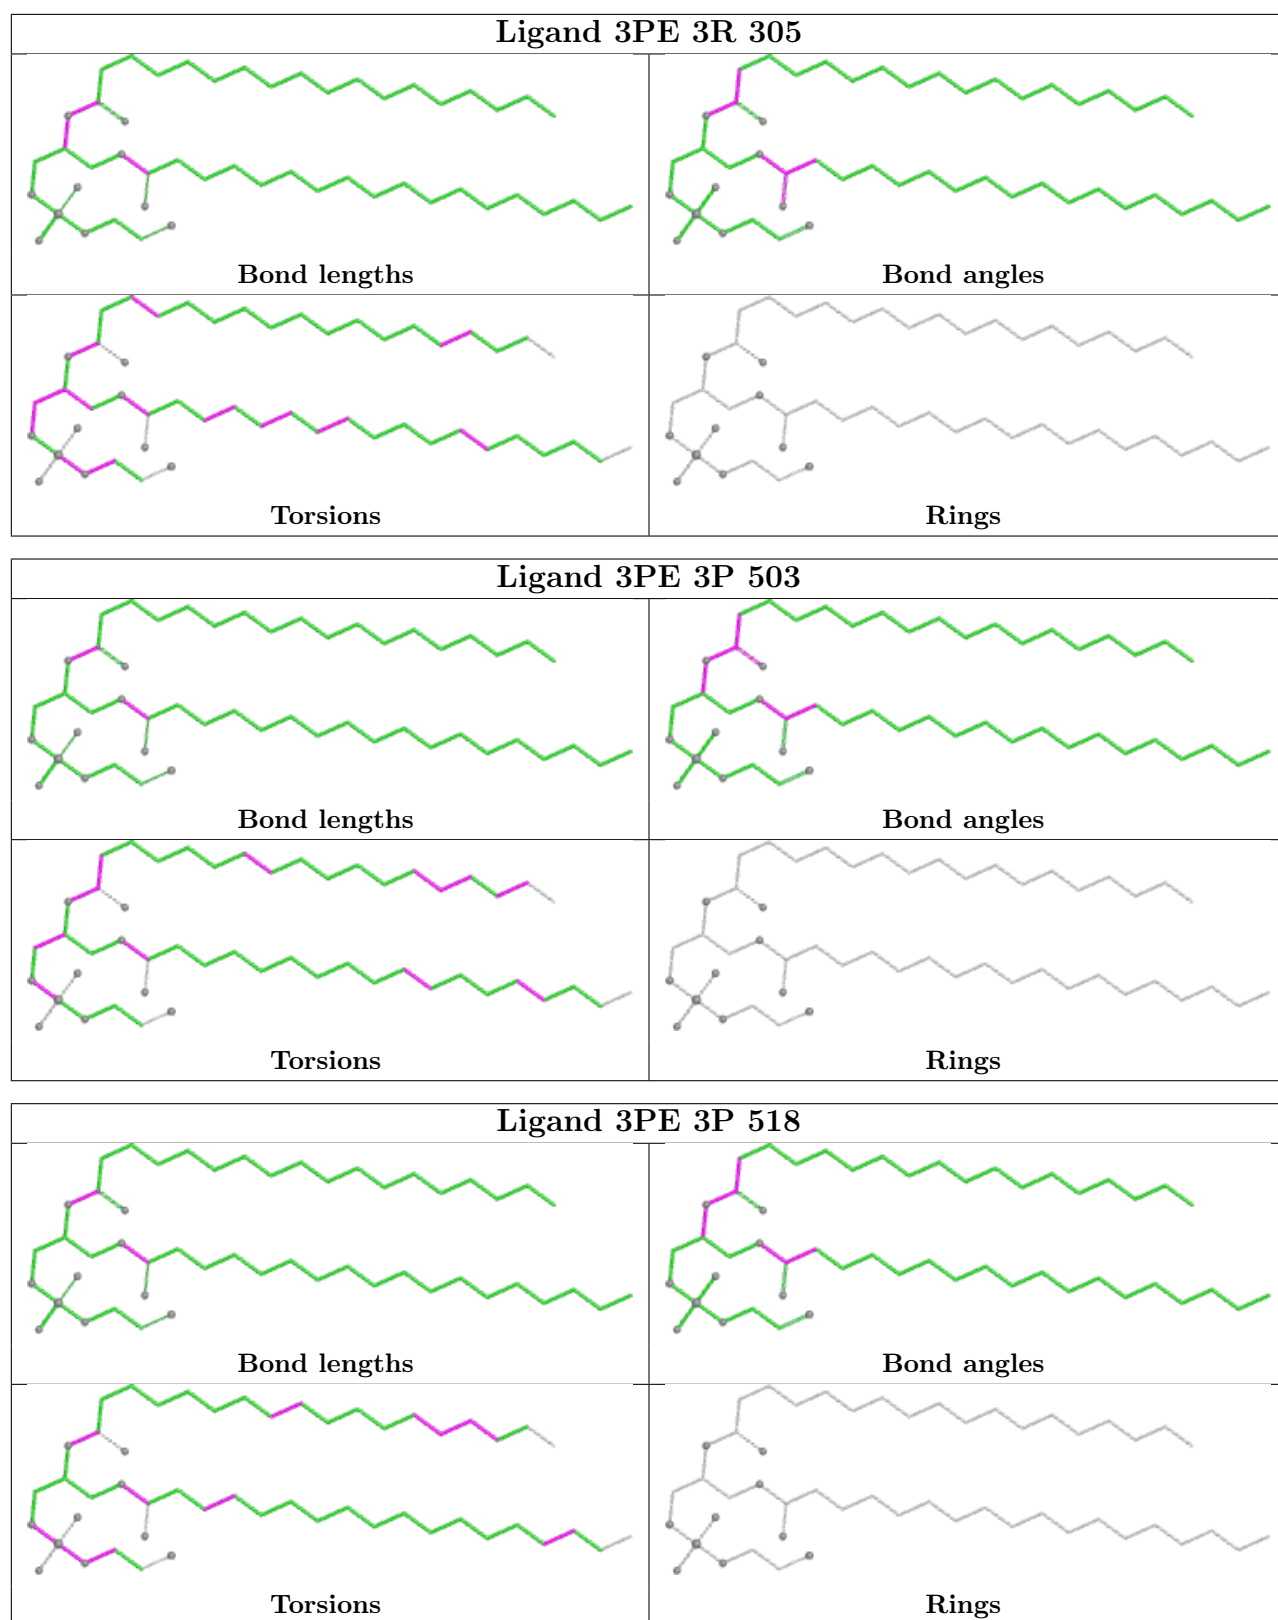 Ligand 3PE 3R 305
Bond lengths
Bond angles
Torsions
Rings
Ligand 3PE 3P 503
Bond lengths
Bond angles
Torsions
Rings
Ligand 3PE 3P 518
Bond lengths
Bond angles
Torsions
Rings